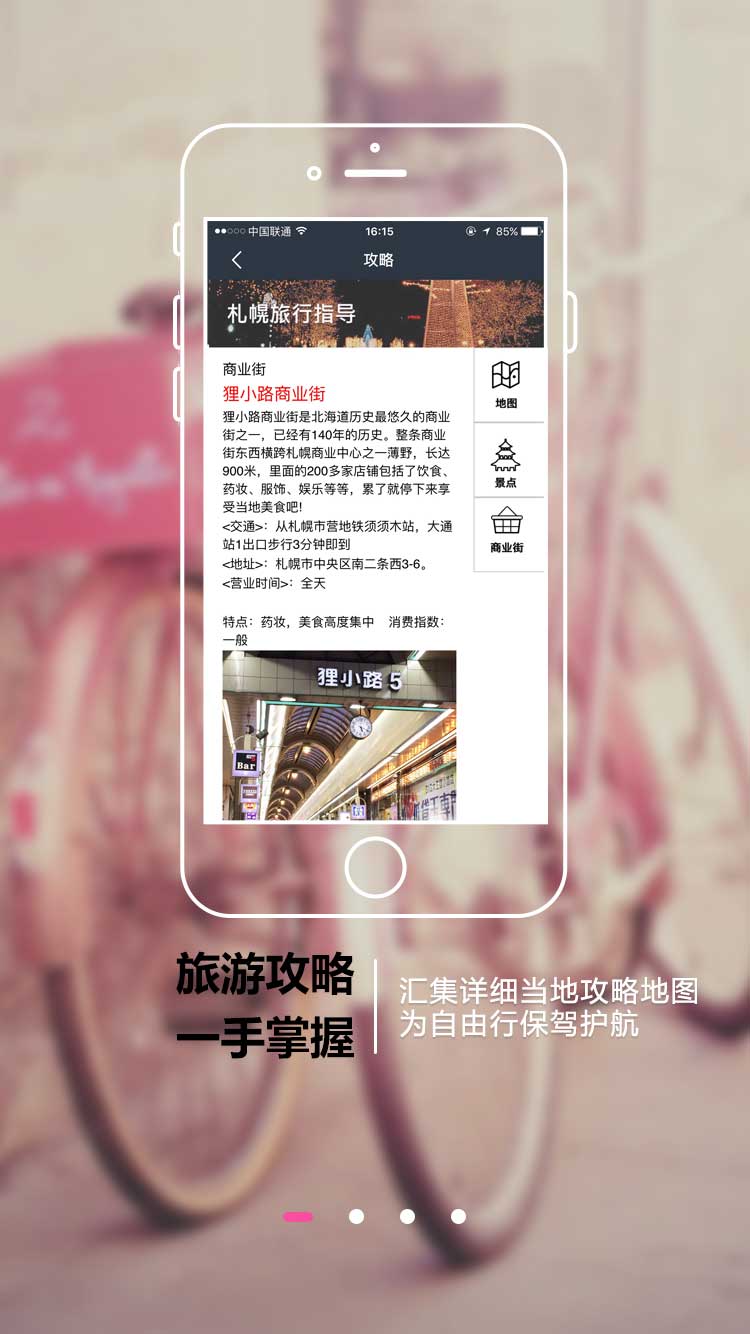 中国联通
16:15
85%
攻略
札幌旅行指导
商业街
狸小路商业街
狸小路商业街是北海道历史最悠久的商业
街之一，已经有140年的历史。整条商业
街东西横跨札幌商业中心之一薄野，长达
900米，里面的200多家店铺包括了饮食、
药妆、服饰、娱乐等等，累了就停下来享
受当地美食吧!
<交通>：从札幌市营地铁须须木站，大通
站1出口步行3分钟即到
<地址>：札幌市中央区南二条西3-6。
<营业时间>：全天
特点：药妆，美食高度集中 消费指数：
一般
地图
景点
商业街
狸小路 5
Bar
旅游攻略
一手掌握
汇集详细当地攻略地图
为自由行保驾护航